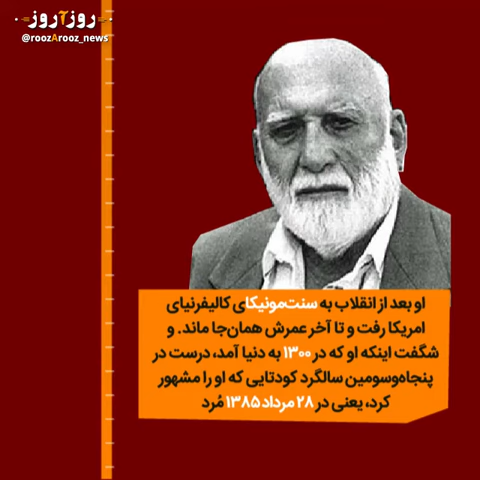 روزآروز
@roozArooz_news
او بعد از انقلاب به سنت‌مونیکای کالیفرنیای
امریکا رفت و تا آخر عمرش همان‌جا ماند. و
شگفت اینکه او که در ۱۳۰۰ به دنیا آمد، درست در
پنجاه‌وسومین سالگرد کودتایی که او را مشهور
کرد، یعنی در ۲۸ مرداد ۱۳۸۵ مُرد